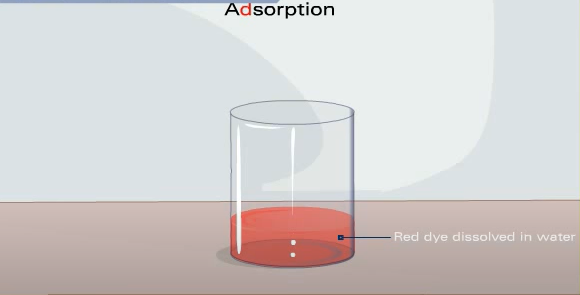 Adsorption
Red dye dissolved in water